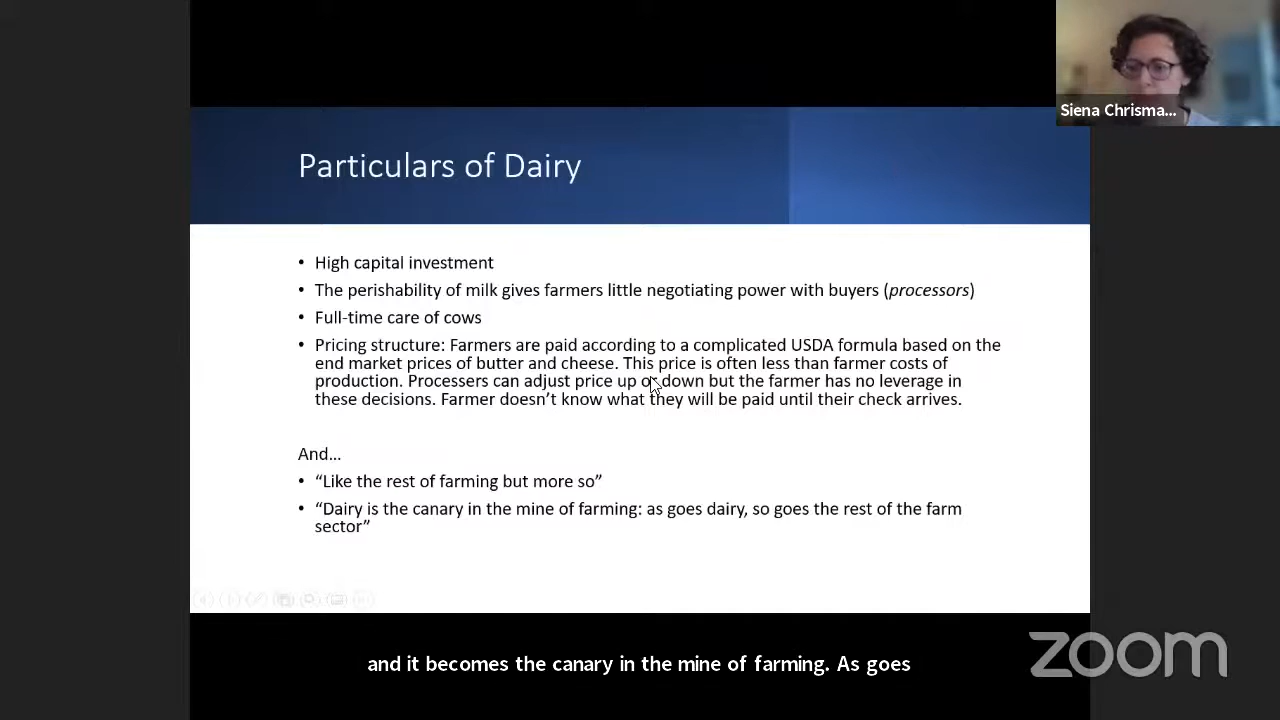 Siena Chrisma...
Particulars of Dairy
• High capital investment
• The perishability of milk gives farmers little negotiating power with buyers (processors)
• Full-time care of cows
• Pricing structure: Farmers are paid according to a complicated USDA formula based on the
end market prices of butter and cheese. This price is often less than farmer costs of
production. Processers can adjust price up or down but the farmer has no leverage in
these decisions. Farmer doesn’t know what they will be paid until their check arrives.
And…
• “Like the rest of farming but more so”
• “Dairy is the canary in the mine of farming: as goes dairy, so goes the rest of the farm
sector”
and it becomes the canary in the mine of farming. As goes
zoom